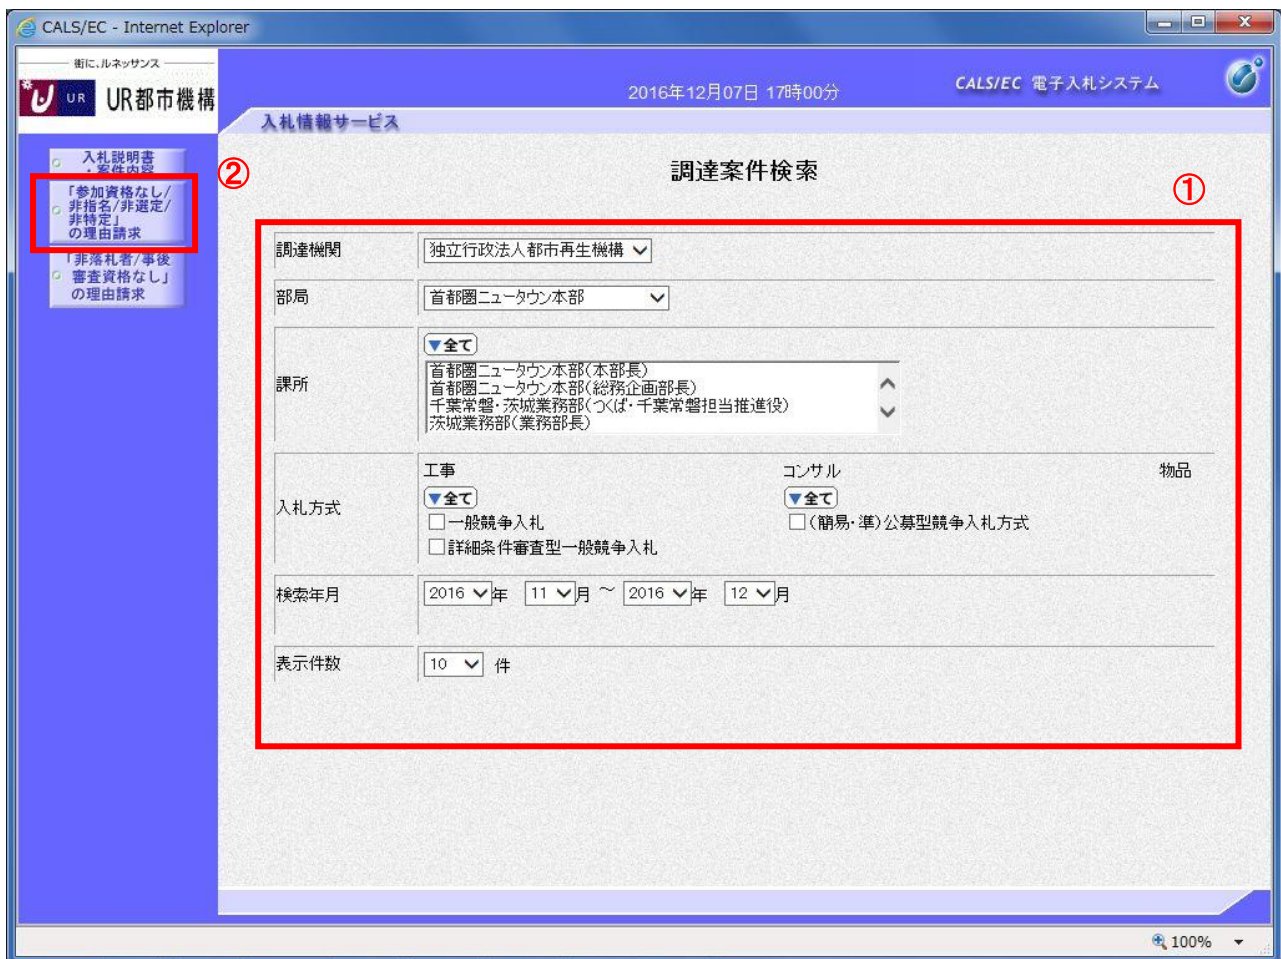 CALS/EC - Internet Explorer
街に、ルネッサンス
UR UR都市機構
2016年12月07日 17時00分
CALS/EC 電子入札システム
入札情報サービス
入札説明書
・案件内容
②
「参加資格なし/
非指名/非選定/
非特定」
の理由請求
「非落札者/事後
審査資格なし」
の理由請求
調達案件検索
①
調達機関 独立行政法人都市再生機構
部局 首都圏ニュータウン本部
課所
▼全て
首都圏ニュータウン本部(本部長)
首都圏ニュータウン本部(総務企画部長)
千葉常磐・茨城業務部(つくば・千葉常磐担当推進役)
茨城業務部(業務部長)
入札方式
工事 コンサル 物品
▼全て ▼全て
一般競争入札 (簡易・準)公募型競争入札方式
詳細条件審査型一般競争入札
検索年月 2016 年 11 月 ～ 2016 年 12 月
表示件数 10 件
100%